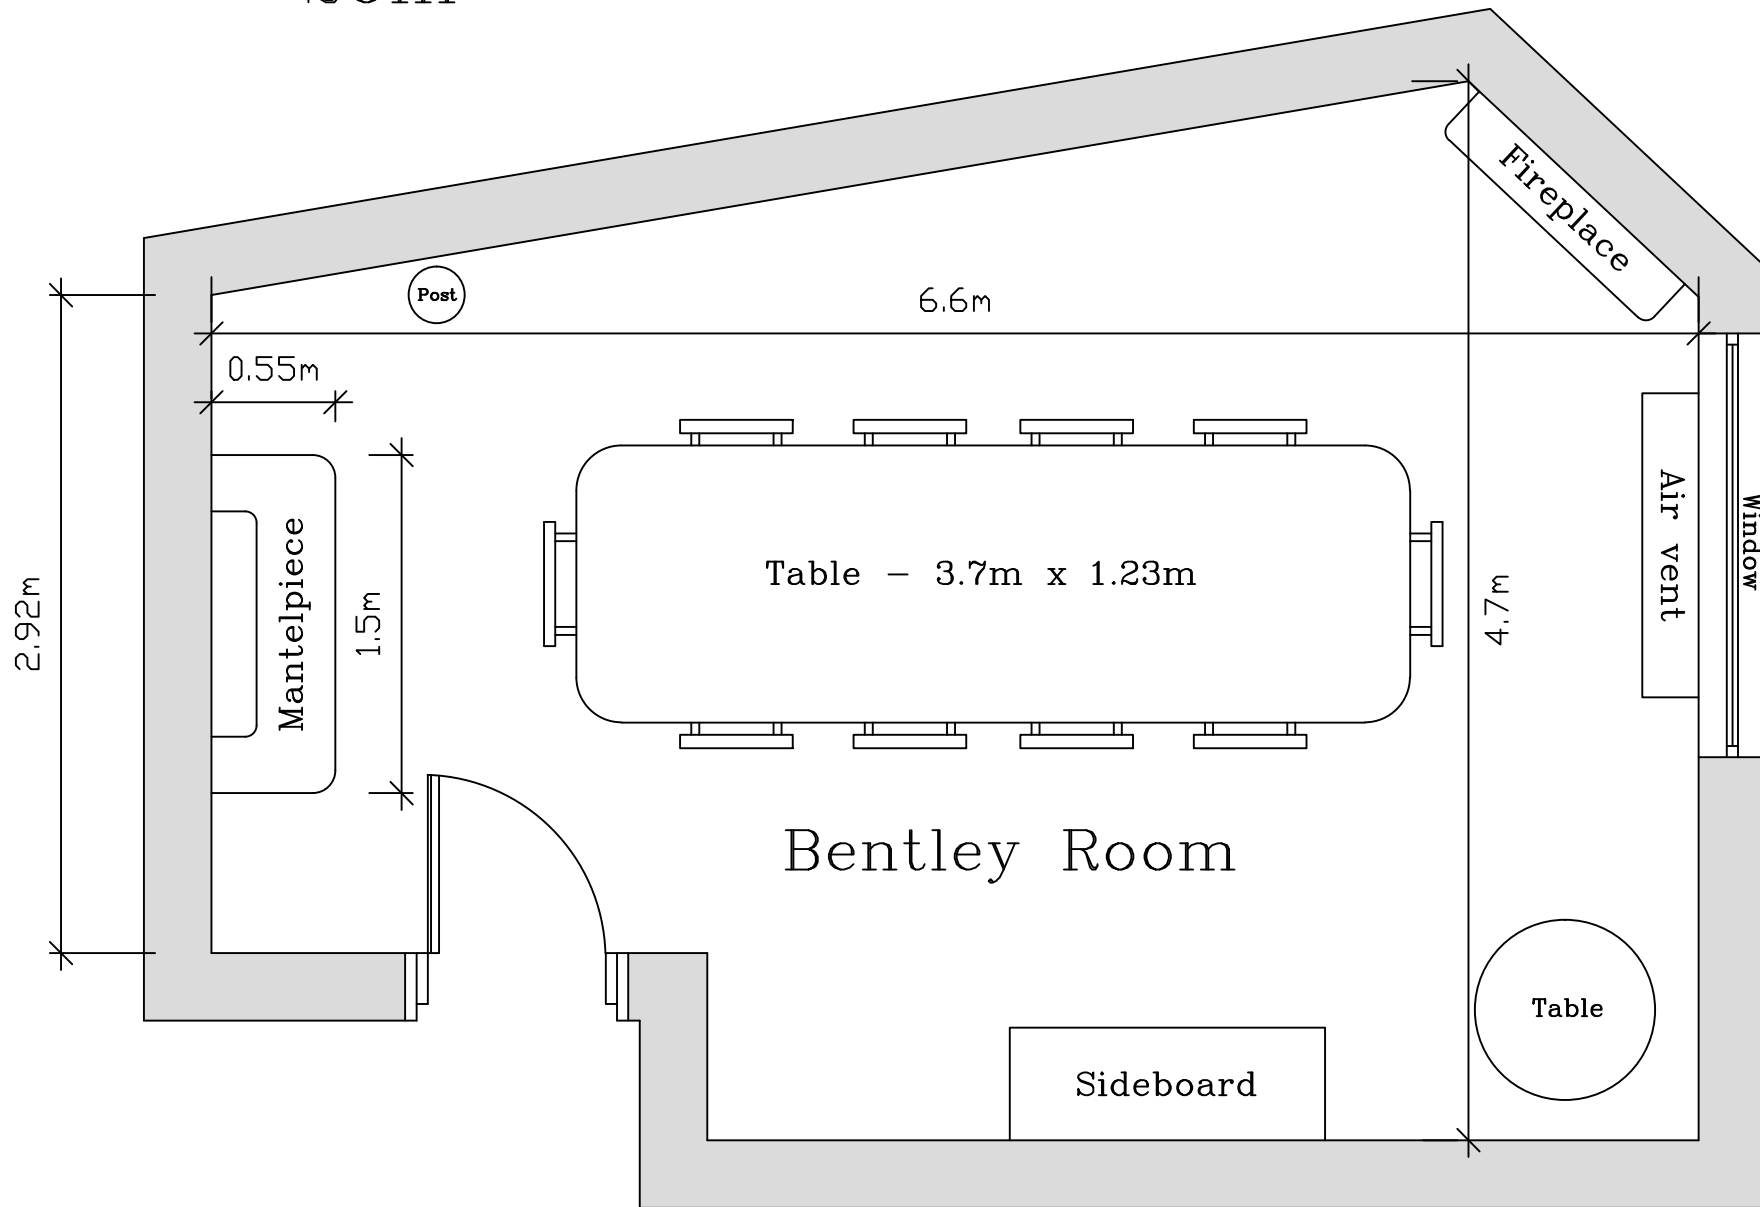 Fireplace
Post
6.6m
0.55m
Air vent
Window
Mantelpiece
1.5m
Table - 3.7m x 1.23m
4.7m
2.92m
Bentley Room
Table
Sideboard